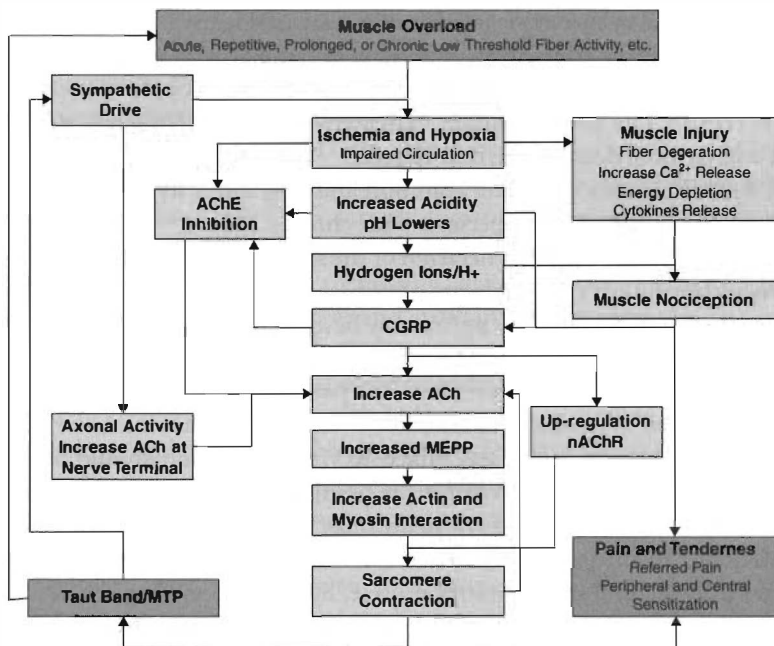 Muscle Overload
Acute, Repetitive, Prolonged, or Chronic Low Threshold Fiber Activity, etc.
Sympathetic
Drive
Ischemia and Hypoxia
Impaired Circulation
Muscle Injury
Fiber Degeration
Increase Ca²⁺ Release
Energy Depletion
Cytokines Release
AChE
Inhibition
Increased Acidity
pH Lowers
Hydrogen Ions/H+
Muscle Nociception
CGRP
Increase ACh
Axonal Activity
Increase ACh at
Nerve Terminal
Up-regulation
nAChR
Increased MEPP
Increase Actin and
Myosin Interaction
Pain and Tendernes
Referred Pain
Peripheral and Central
Sensitization
Sarcomere
Contraction
Taut Band/MTP